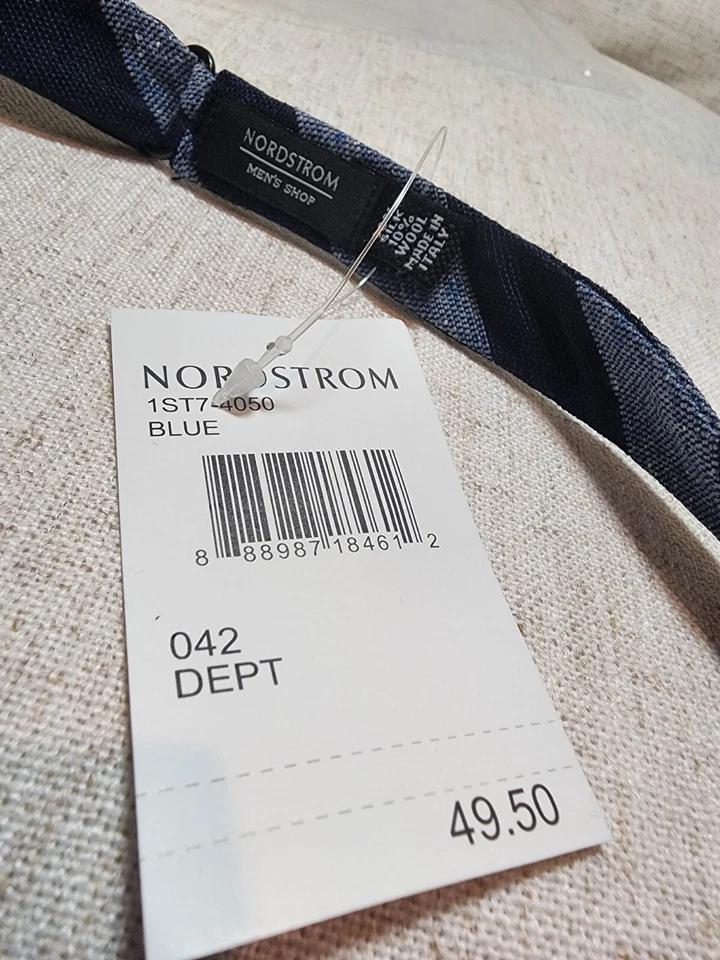 NORDSTROM
MEN'S SHOP
SILK
10%
WOOL
MADE IN
ITALY
NORDSTROM
1ST7-4050
BLUE
8 88987 18461 2
042
DEPT
49.50